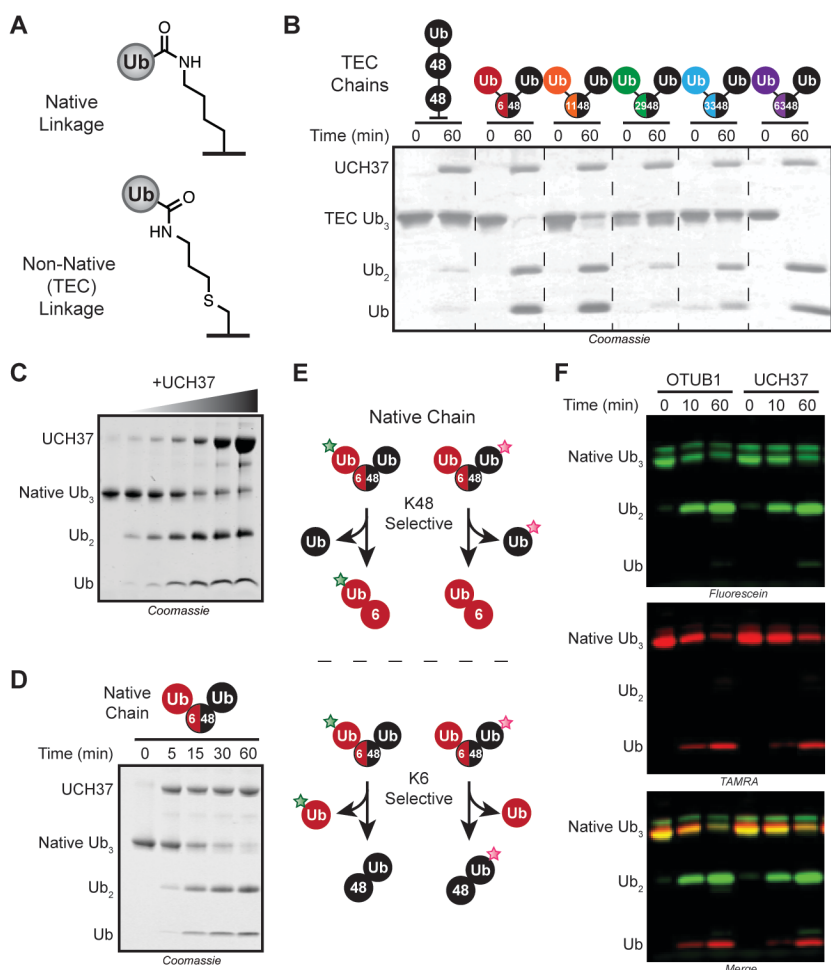 A
Ub
O
NH
Native
Linkage
Ub
O
HN
S
Non-Native
(TEC)
Linkage
B
TEC
Chains
Ub
48
48
Ub Ub Ub Ub Ub Ub Ub Ub Ub Ub
6 48 11 48 29 48 33 48 63 48
Time (min) 0 60 0 60 0 60 0 60 0 60 0 60
UCH37
TEC Ub3
Ub2
Ub
Coomassie
C
+UCH37
UCH37
Native Ub3
Ub2
Ub
Coomassie
D
Native
Chain
Ub Ub
6 48
Time (min) 0 5 15 30 60
UCH37
Native Ub3
Ub2
Ub
Coomassie
E
Native Chain
Ub Ub Ub Ub
6 48 6 48
K48
Selective
Ub Ub
Ub Ub
6 6
Ub Ub Ub Ub
6 48 6 48
K6
Selective
Ub Ub
Ub Ub
48 48
F
OTUB1 UCH37
Time (min) 0 10 60 0 10 60
Native Ub3
Ub2
Ub
Fluorescein
Native Ub3
Ub2
Ub
TAMRA
Native Ub3
Ub2
Ub
Merge